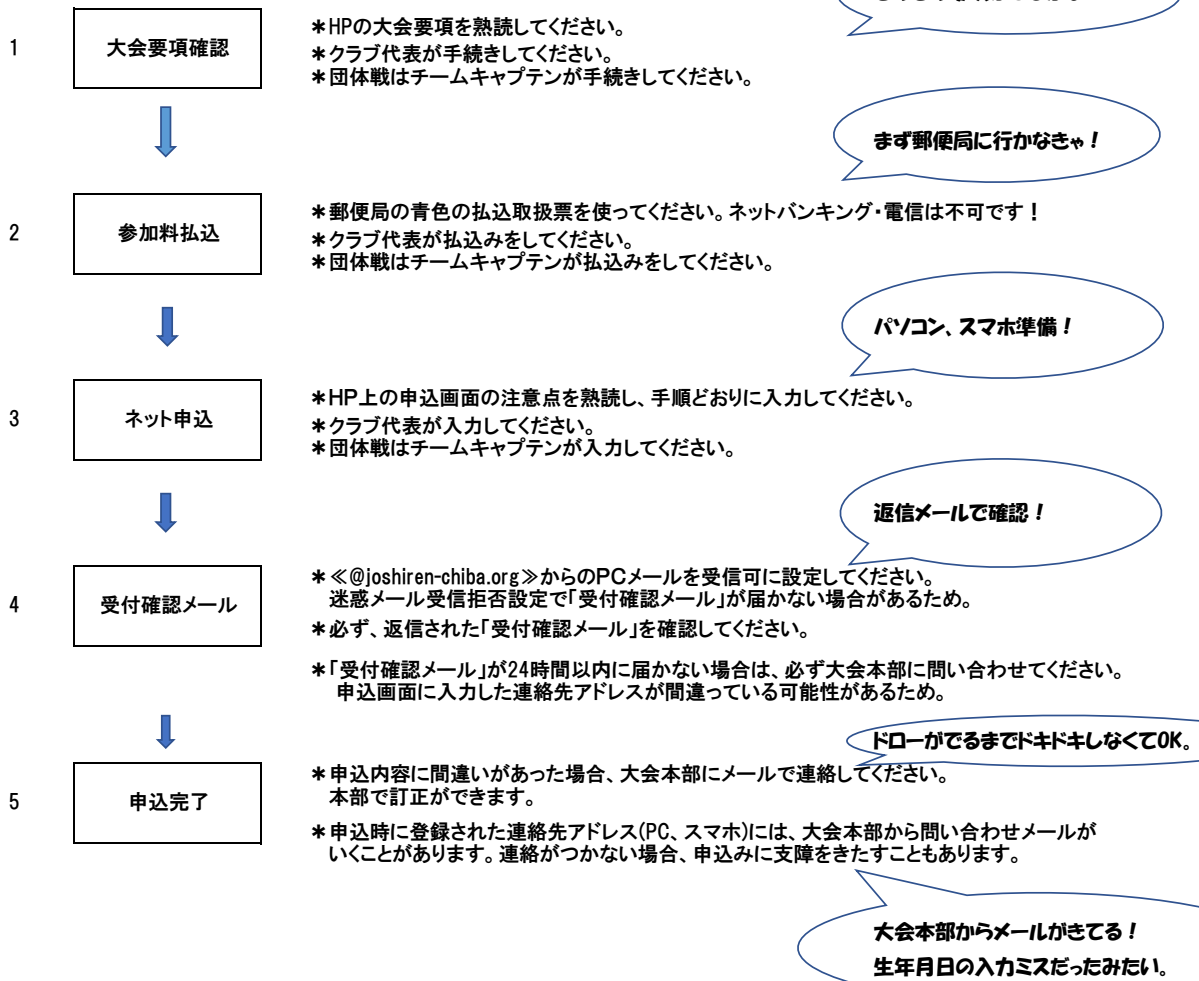 1
大会要項確認
＊HPの大会要項を熟読してください。
＊クラブ代表が手続きしてください。
＊団体戦はチームキャプテンが手続きしてください。
まず郵便局に行かなきゃ！
2
参加料払込
＊郵便局の青色の払込取扱票を使ってください。ネットバンキング・電信は不可です！
＊クラブ代表が払込みをしてください。
＊団体戦はチームキャプテンが払込みをしてください。
パソコン、スマホ準備！
3
ネット申込
＊HP上の申込画面の注意点を熟読し、手順どおりに入力してください。
＊クラブ代表が入力してください。
＊団体戦はチームキャプテンが入力してください。
返信メールで確認！
4
受付確認メール
＊≪@joshiren-chiba.org≫からのPCメールを受信可に設定してください。
迷惑メール受信拒否設定で「受付確認メール」が届かない場合があるため。
＊必ず、返信された「受付確認メール」を確認してください。
＊「受付確認メール」が24時間以内に届かない場合は、必ず大会本部に問い合わせてください。
申込画面に入力した連絡先アドレスが間違っている可能性があるため。
ドローがでるまでドキドキしなくてOK。
5
申込完了
＊申込内容に間違いがあった場合、大会本部にメールで連絡してください。
本部で訂正ができます。
＊申込時に登録された連絡先アドレス(PC、スマホ)には、大会本部から問い合わせメールが
いくことがあります。連絡がつかない場合、申込みに支障をきたすこともあります。
大会本部からメールがきてる！
生年月日の入力ミスだったみたい。